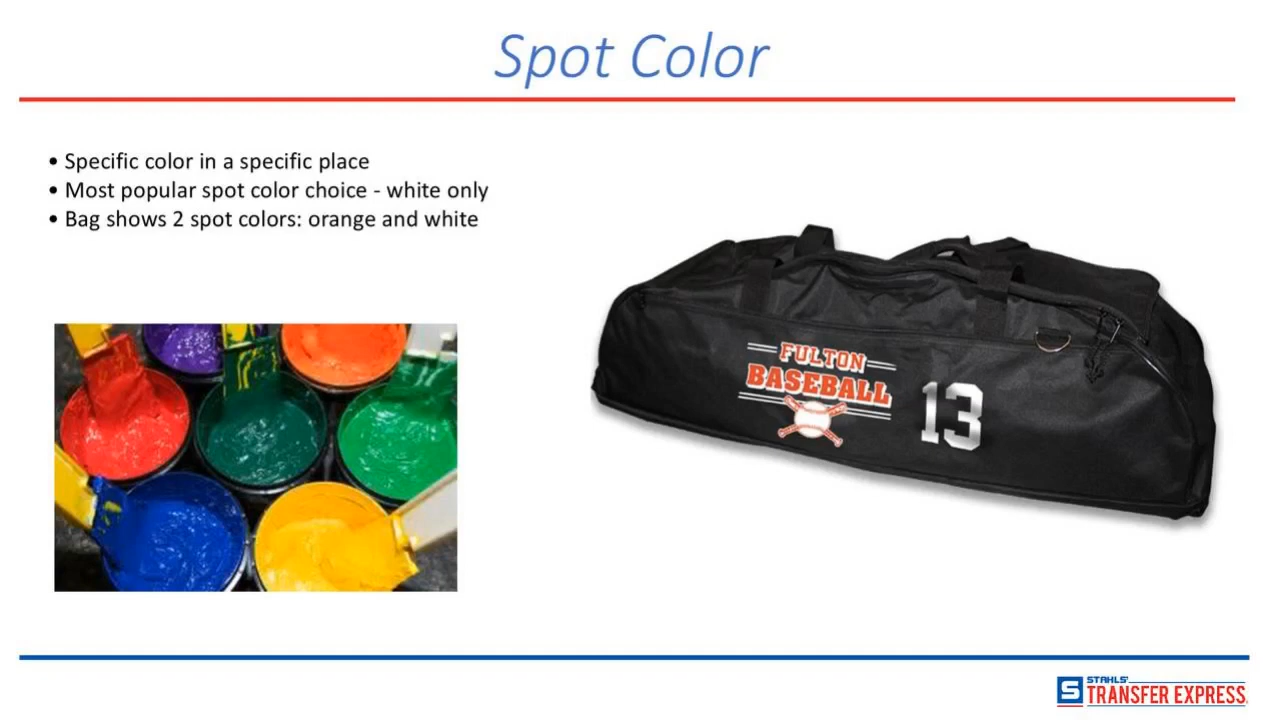 Spot Color
• Specific color in a specific place
• Most popular spot color choice - white only
• Bag shows 2 spot colors: orange and white
FULTON
BASEBALL
13
S STAHLS'
TRANSFER EXPRESS.